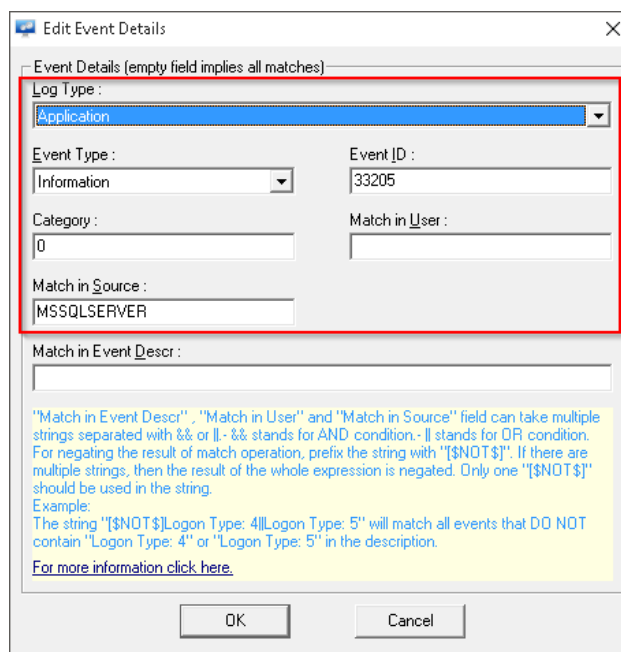 Edit Event Details
Event Details (empty field implies all matches)
Log Type :
Application
Event Type :
Event ID :
Information
33205
Category :
Match in User :
0
Match in Source :
MSSQLSERVER
Match in Event Descr :
"Match in Event Descr" , "Match in User" and "Match in Source" field can take multiple
strings separated with && or ||.- && stands for AND condition.- || stands for OR condition.
For negating the result of match operation, prefix the string with "[$NOT$]". If there are
multiple strings, then the result of the whole expression is negated. Only one "[$NOT$]"
should be used in the string.
Example:
The string "[$NOT$]Logon Type: 4||Logon Type: 5" will match all events that DO NOT
contain "Logon Type: 4" or "Logon Type: 5" in the description.
For more information click here.
OK
Cancel